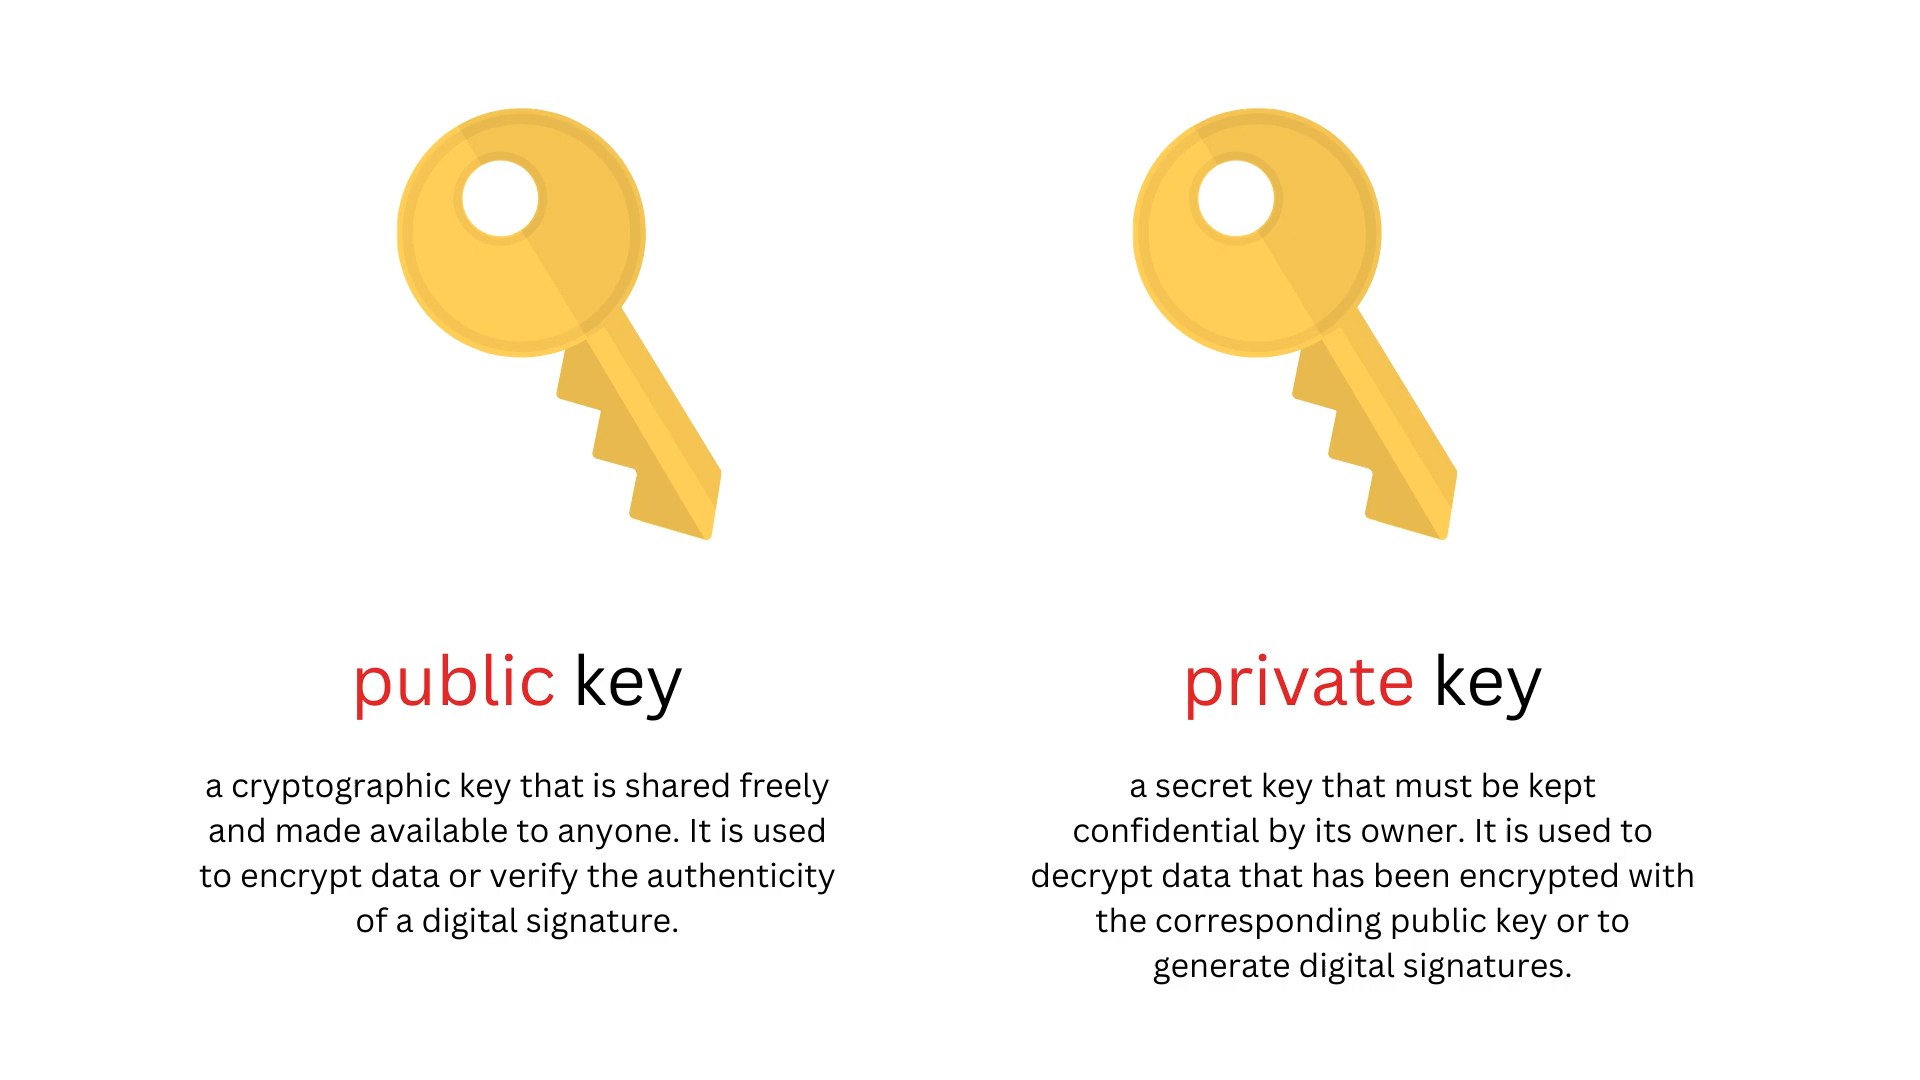 public key
a cryptographic key that is shared freely
and made available to anyone. It is used
to encrypt data or verify the authenticity
of a digital signature.
private key
a secret key that must be kept
confidential by its owner. It is used to
decrypt data that has been encrypted with
the corresponding public key or to
generate digital signatures.